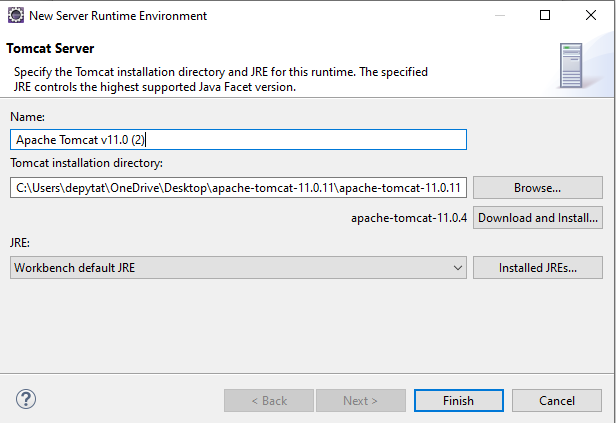 New Server Runtime Environment
Tomcat Server
Specify the Tomcat installation directory and JRE for this runtime. The specified
JRE controls the highest supported Java Facet version.
Name:
Apache Tomcat v11.0 (2)
Tomcat installation directory:
C:\Users\depytat\OneDrive\Desktop\apache-tomcat-11.0.11\apache-tomcat-11.0.11
Browse...
apache-tomcat-11.0.4
Download and Install...
JRE:
Workbench default JRE
Installed JREs...
?
< Back
Next >
Finish
Cancel